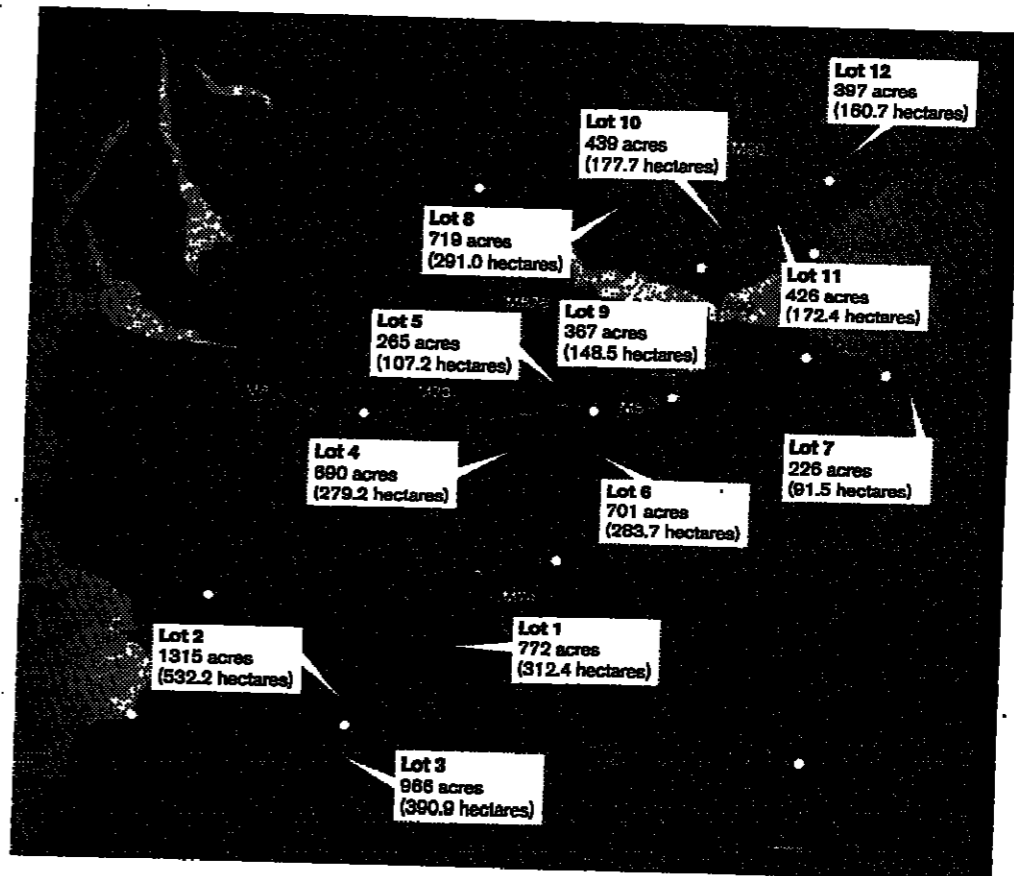 Lot 12
397 acres
(160.7 hectares)
Lot 10
439 acres
(177.7 hectares)
Lot 8
719 acres
(291.0 hectares)
Lot 11
426 acres
(172.4 hectares)
Lot 9
367 acres
(148.5 hectares)
Lot 5
265 acres
(107.2 hectares)
Lot 4
690 acres
(279.2 hectares)
Lot 7
226 acres
(91.5 hectares)
Lot 6
701 acres
(283.7 hectares)
Lot 1
772 acres
(312.4 hectares)
Lot 2
1315 acres
(532.2 hectares)
Lot 3
966 acres
(390.9 hectares)